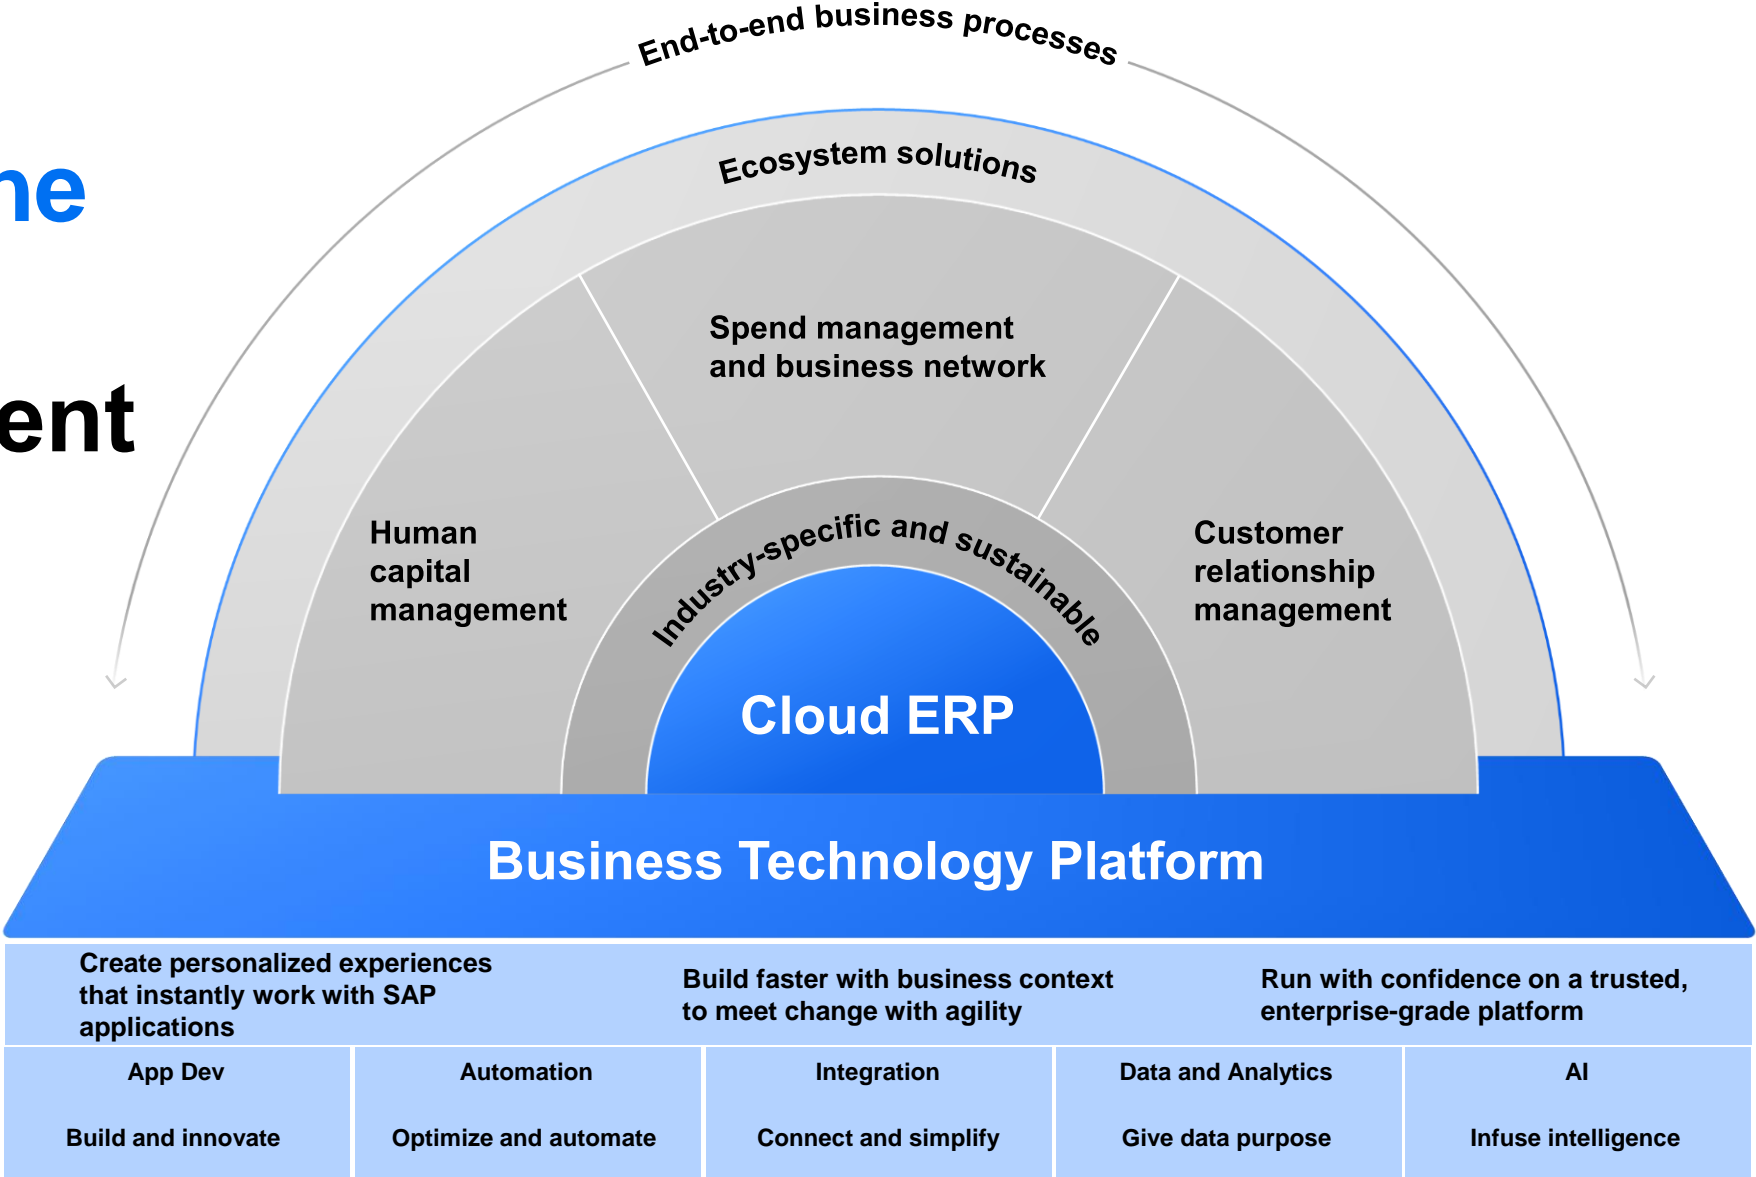 End-to-end business processes
Ecosystem solutions
ne
ent
Spend management
and business network
Human
capital
management
Industry-specific and sustainable
Customer
relationship
management
Cloud ERP
Business Technology Platform
Create personalized experiences
that instantly work with SAP
applications
Build faster with business context
to meet change with agility
Run with confidence on a trusted,
enterprise-grade platform
App Dev
Automation
Integration
Data and Analytics
AI
Build and innovate
Optimize and automate
Connect and simplify
Give data purpose
Infuse intelligence